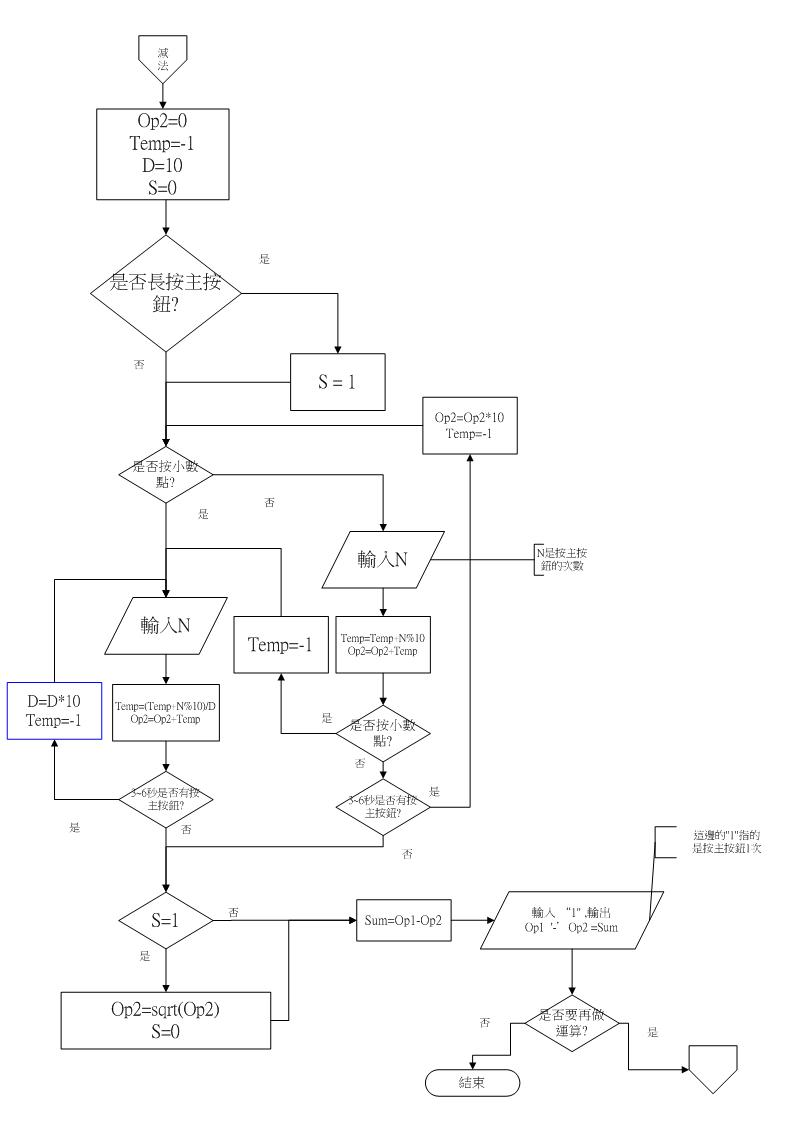 減
法
Op2=0
Temp=-1
D=10
S=0
是
是否長按主按
鈕?
否
S = 1
Op2=Op2*10
Temp=-1
是否按小數
點?
否
是
輸入N
N是按主按
鈕的次數
輸入N
Temp=-1
Temp=Temp+N%10
Op2=Op2+Temp
D=D*10
Temp=-1
Temp=(Temp+N%10)/D
Op2=Op2+Temp
是
是否按小數
點?
否
3~6秒是否有按
主按鈕?
是
否
3~6秒是否有按
主按鈕?
是
否
這邊的"1"指的
是按主按鈕1次
S=1
否
是
Sum=Op1-Op2
輸入 “1" ,輸出
Op1 '-' Op2 =Sum
Op2=sqrt(Op2)
S=0
是否要再做
運算?
否
是
結束